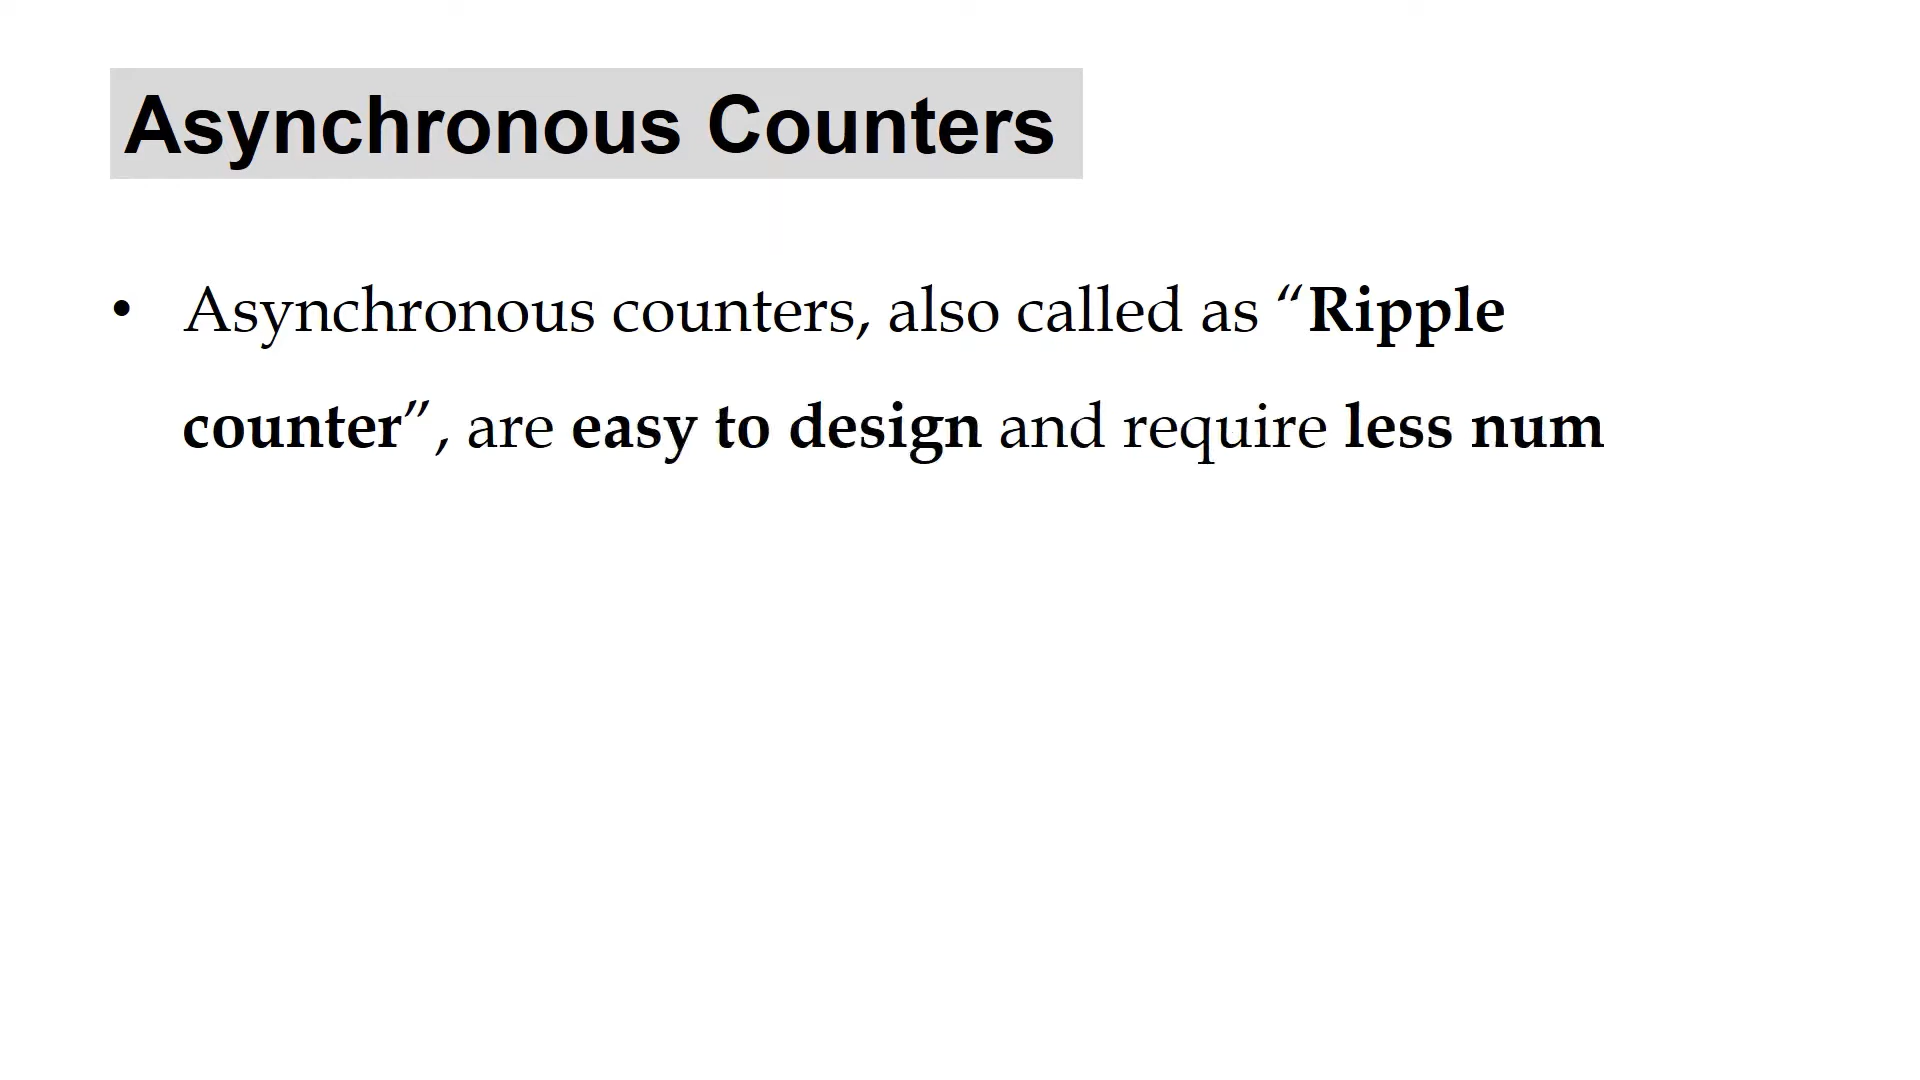 Asynchronous Counters
• Asynchronous counters, also called as “Ripple
counter”, are easy to design and require less num